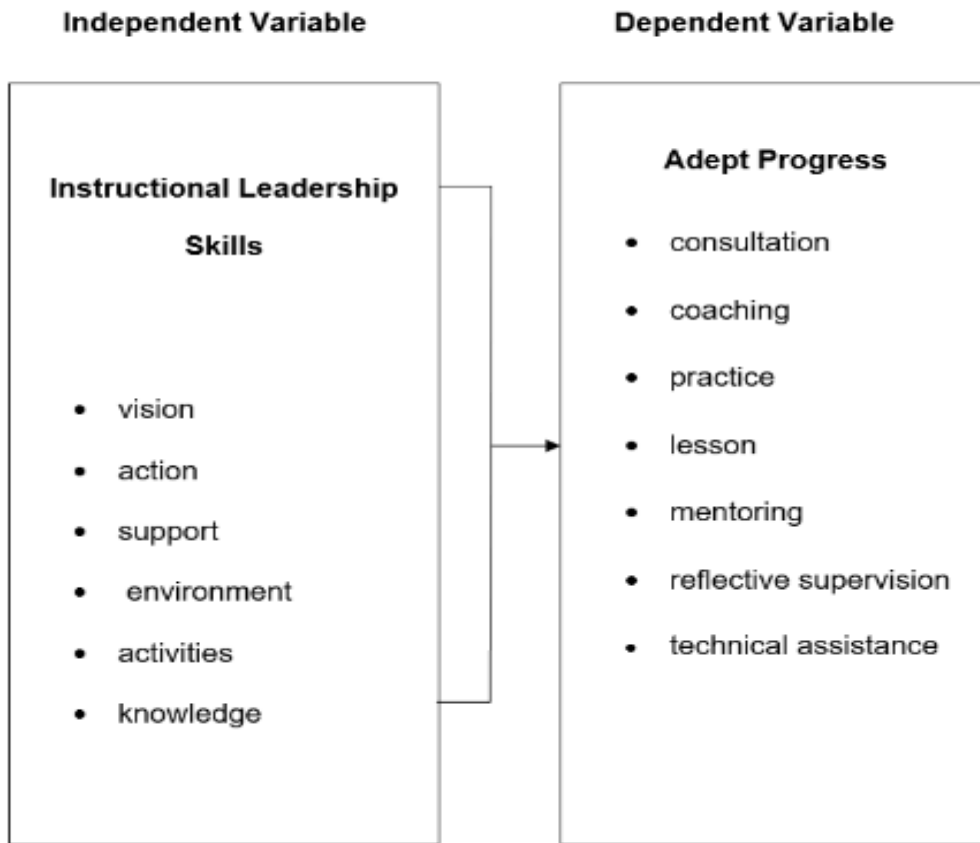 Independent Variable
Dependent Variable
Instructional Leadership
Skills
• vision
• action
• support
• environment
• activities
• knowledge
Adept Progress
• consultation
• coaching
• practice
• lesson
• mentoring
• reflective supervision
• technical assistance